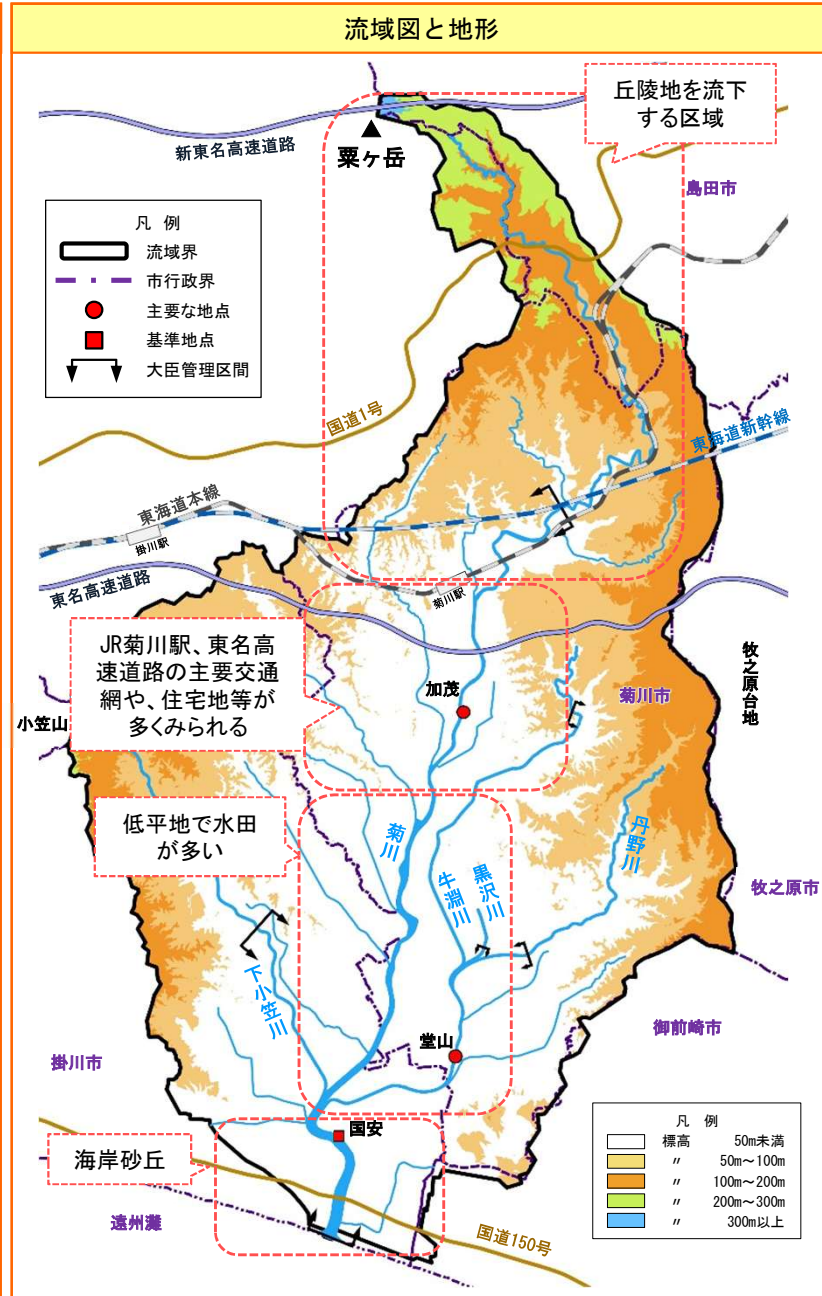 流域図と地形
丘陵地を流下
する区域
新東名高速道路
粟ヶ岳
島田市
凡 例
流域界
市行政界
主要な地点
基準地点
大臣管理区間
国道1号
東海道新幹線
東海道本線
掛川駅
菊川駅
東名高速道路
JR菊川駅、東名高
速道路の主要交通
網や、住宅地等が
多くみられる
加茂
菊川市
牧之原台地
小笠山
低平地で水田
が多い
菊川
牛淵川
黒沢川
丹野川
牧之原市
下小笠川
御前崎市
堂山
掛川市
国安
海岸砂丘
遠州灘
国道150号
凡 例
標高 50m未満
〃 50m～100m
〃 100m～200m
〃 200m～300m
〃 300m以上